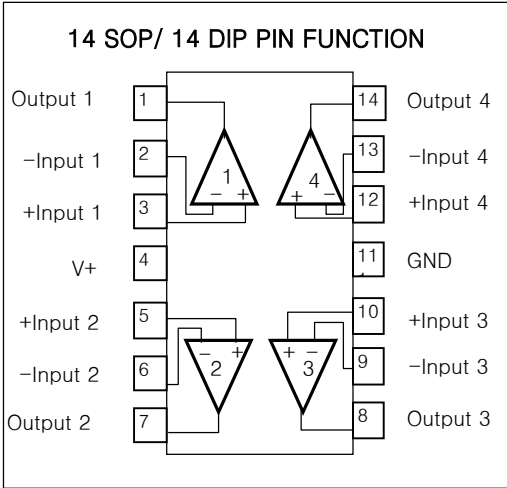 14 SOP/ 14 DIP PIN FUNCTION
Output 1 1 14 Output 4
-Input 1 2 13 -Input 4
1 4
- + + -
+Input 1 3 12 +Input 4
V+ 4 11 GND
+Input 2 5 10 +Input 3
- + + -
2 3
-Input 2 6 9 -Input 3
Output 2 7 8 Output 3